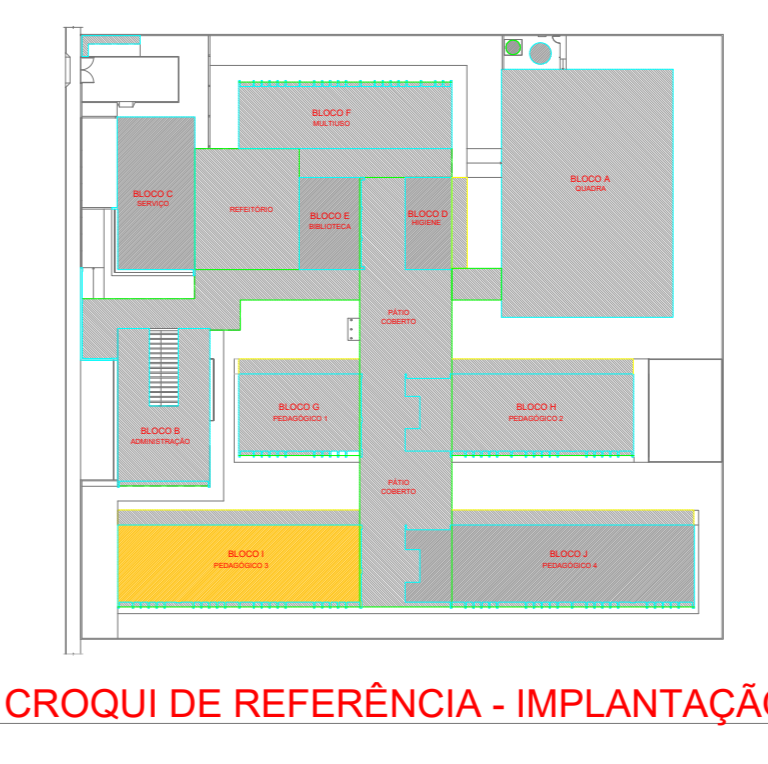 BLOCO F
MULTIUSO
BLOCO A
QUADRA
BLOCO C
SERVIÇO
REFEITÓRIO
BLOCO E
BIBLIOTECA
BLOCO D
HIGIENE
PÁTIO
COBERTO
BLOCO G
PEDAGÓGICO 1
BLOCO H
PEDAGÓGICO 2
BLOCO B
ADMINISTRAÇÃO
PÁTIO
COBERTO
BLOCO I
PEDAGÓGICO 3
BLOCO J
PEDAGÓGICO 4
CROQUI DE REFERÊNCIA - IMPLANTAÇÃO